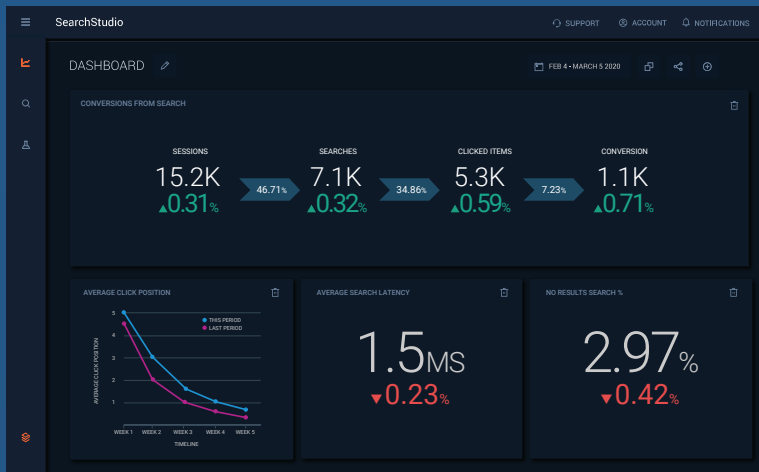 SearchStudio
SUPPORT
ACCOUNT
NOTIFICATIONS
DASHBOARD
FEB 4 • MARCH 5 2020
CONVERSIONS FROM SEARCH
SESSIONS
15.2K
▲0.31%
46.71%
SEARCHES
7.1K
▲0.32%
34.86%
CLICKED ITEMS
5.3K
▲0.59%
7.23%
CONVERSION
1.1K
▲0.71%
AVERAGE CLICK POSITION
THIS PERIOD
LAST PERIOD
AVERAGE CLICK POSITION
5
4
3
2
1
WEEK 1 WEEK 2 WEEK 3 WEEK 4 WEEK 5
TIMELINE
AVERAGE SEARCH LATENCY
1.5MS
▼0.23%
NO RESULTS SEARCH %
2.97%
▼0.42%